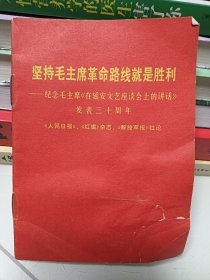 坚持毛主席革命路线就是胜利
——纪念毛主席《在延安文艺座谈会上的讲话》
发表三十周年
《人民日报》、《红旗》杂志、《解放军报》社论